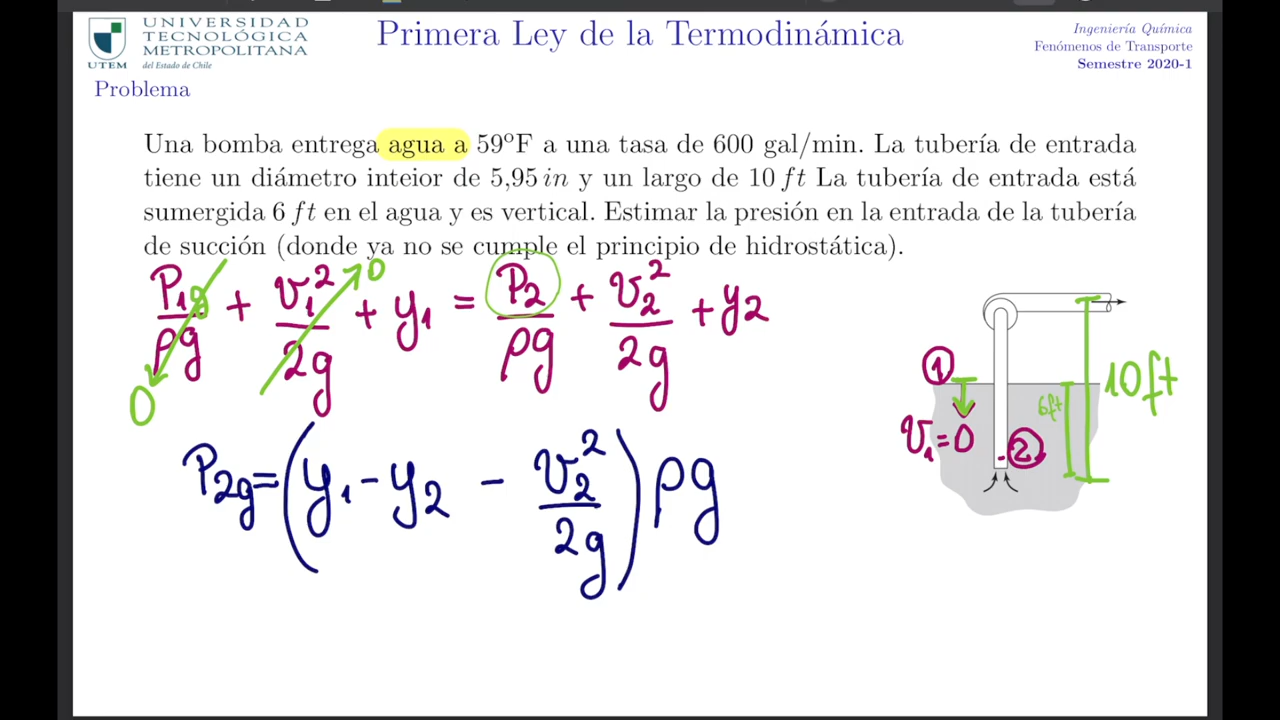 UNIVERSIDAD
TECNOLÓGICA
METROPOLITANA
UTEM
del Estado de Chile
Primera Ley de la Termodinámica
Ingeniería Química
Fenómenos de Transporte
Semestre 2020-1
Problema
Una bomba entrega agua a 59°F a una tasa de 600 gal/min. La tubería de entrada
tiene un diámetro inteior de 5,95 in y un largo de 10 ft La tubería de entrada está
sumergida 6 ft en el agua y es vertical. Estimar la presión en la entrada de la tubería
de succión (donde ya no se cumple el principio de hidrostática).
P1g/ρg + v1²/2g + y1 = P2/ρg + v2²/2g + y2
0
0
1
10ft
6ft
v1=0
2
P2g=(y1-y2 - v2²/2g)ρg